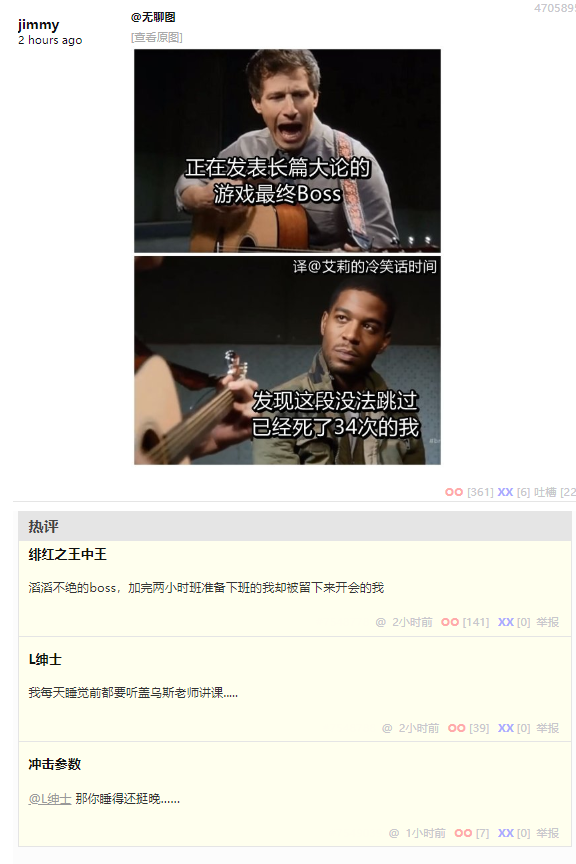 4705895
jimmy
2 hours ago
@无聊图
[查看原图]
正在发表长篇大论的
游戏最终Boss
译@艾莉的冷笑话时间
发现这段没法跳过
已经死了34次的我
OO [361] XX [6] 吐槽 [22
热评
绯红之王中王
滔滔不绝的boss，加完两小时班准备下班的我却被留下来开会的我
@ 2小时前 OO [141] XX [0] 举报
L绅士
我每天睡觉前都要听盖乌斯老师讲课.....
@ 2小时前 OO [39] XX [0] 举报
冲击参数
@L绅士 那你睡得还挺晚……
@ 1小时前 OO [7] XX [0] 举报